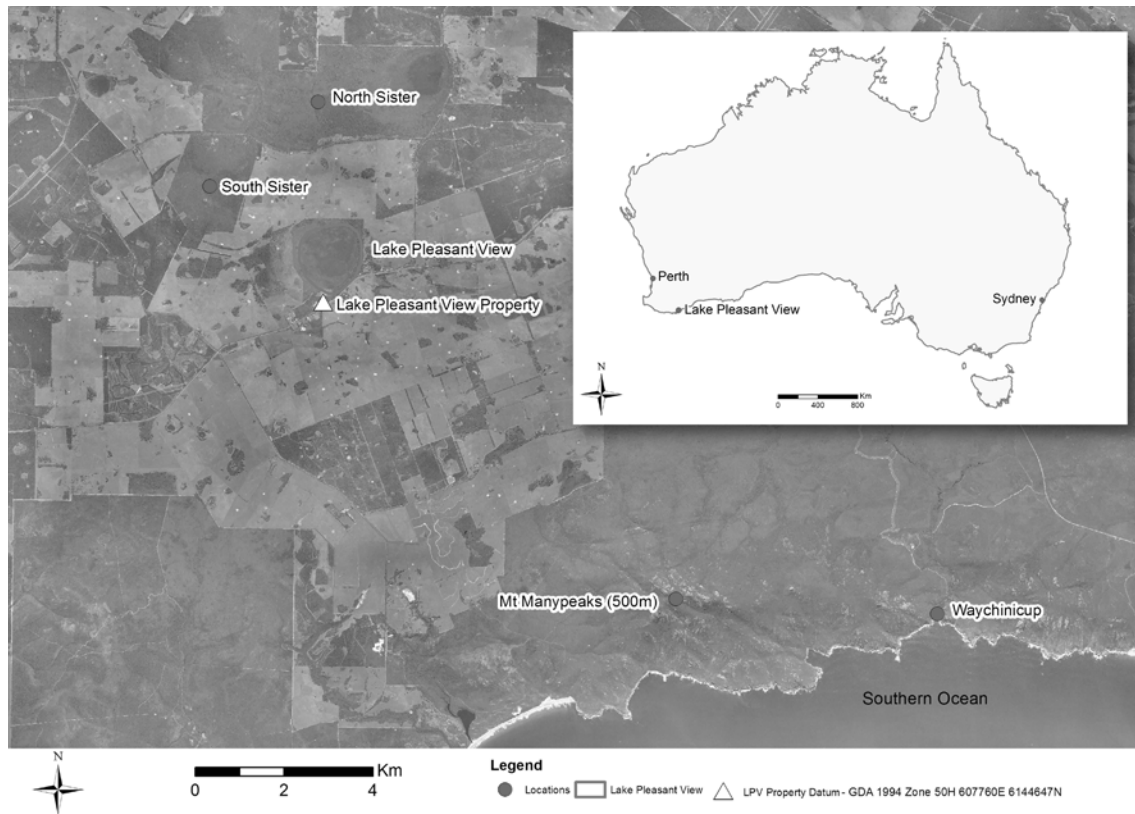 North Sister
South Sister
Lake Pleasant View
Lake Pleasant View Property
Mt Manypeaks (500m)
Waychinicup
Southern Ocean
Perth
Lake Pleasant View
Sydney
N
0 400 800 Km
N
0 2 4 Km
Legend
Locations Lake Pleasant View LPV Property Datum - GDA 1994 Zone 50H 607760E 6144647N